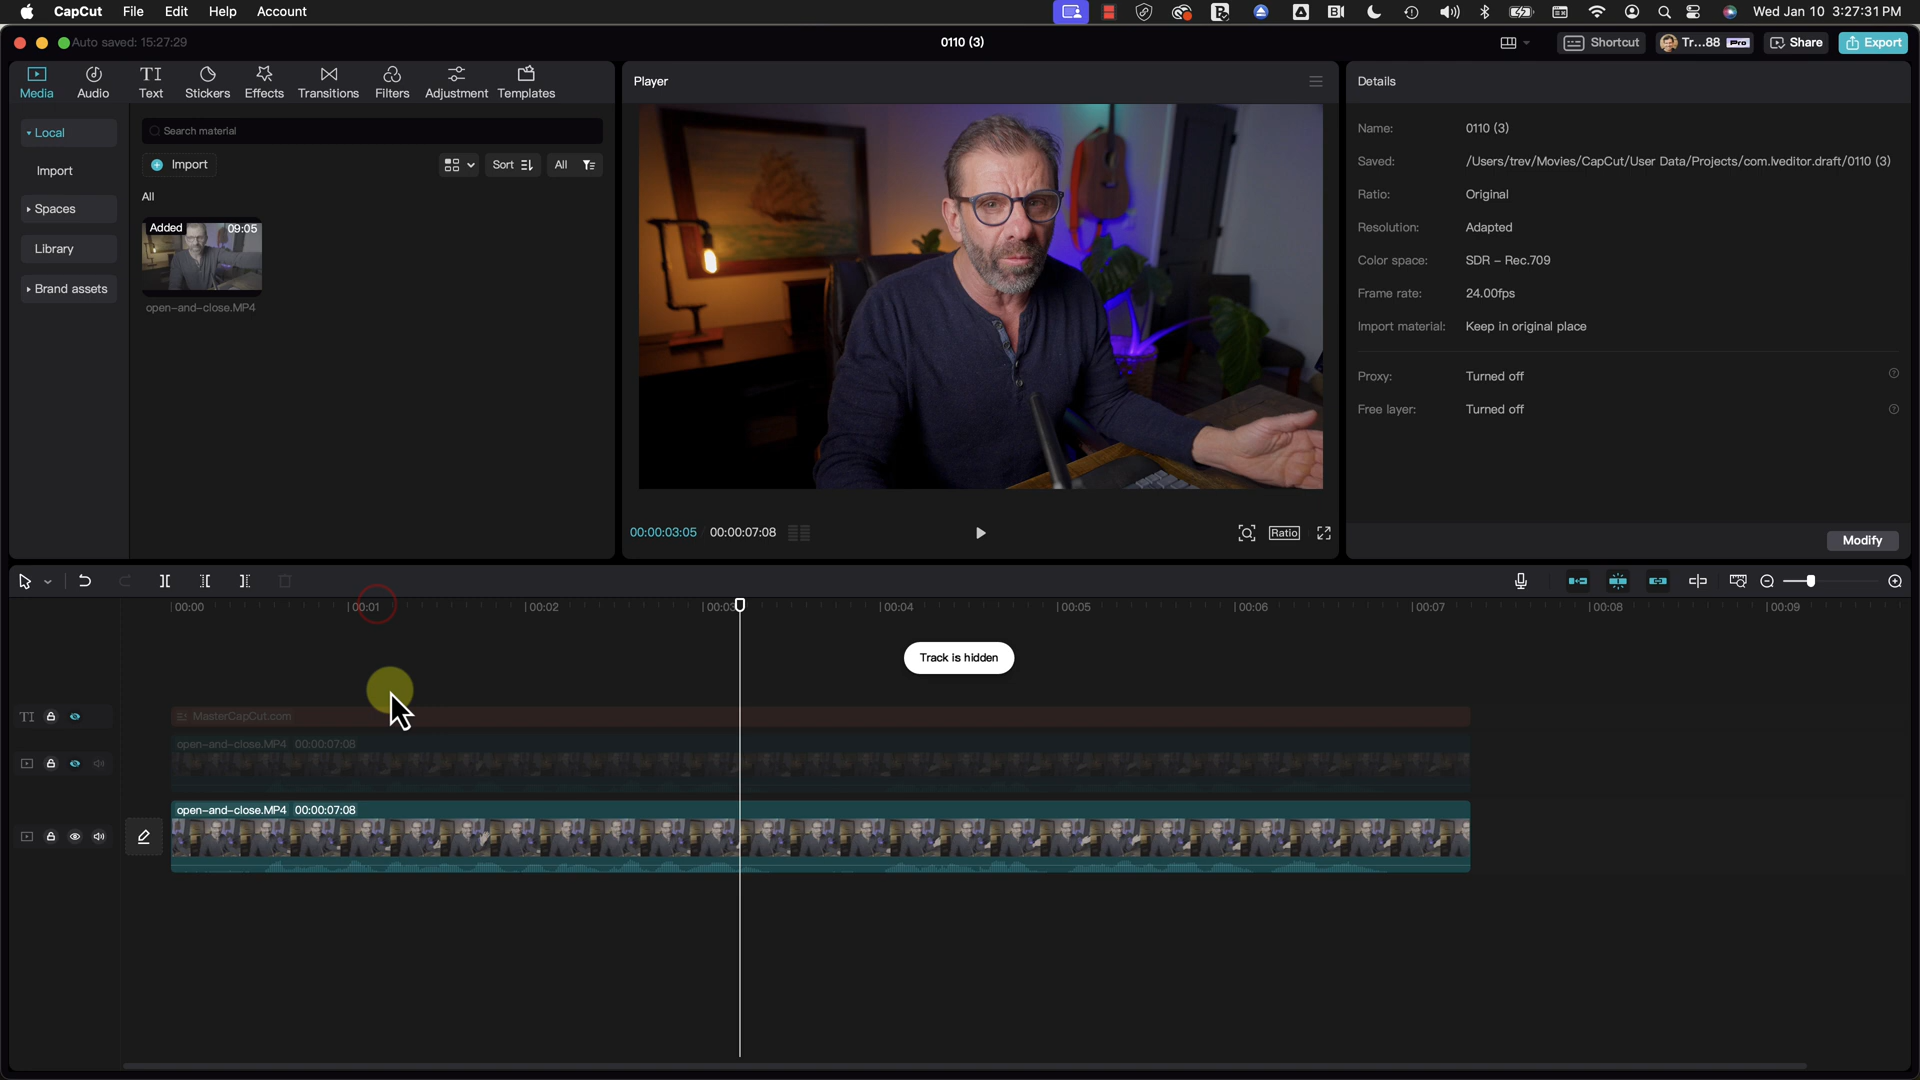 CapCut File Edit Help Account
Wed Jan 10 3:27:31 PM
Auto saved: 15:27:29
0110 (3)
Shortcut
Tr...88 Pro
Share
Export
Media Audio Text Stickers Effects Transitions Filters Adjustment Templates
Local
Import
Spaces
Library
Brand assets
Search material
Import
Sort
All
All
Added 09:05
open-and-close.MP4
Player
00:00:03:05 00:00:07:08
Ratio
Details
Name: 0110 (3)
Saved: /Users/trev/Movies/CapCut/User Data/Projects/com.lveditor.draft/0110 (3)
Ratio: Original
Resolution: Adapted
Color space: SDR – Rec.709
Frame rate: 24.00fps
Import material: Keep in original place
Proxy: Turned off
Free layer: Turned off
Modify
00:00 00:01 00:02 00:03 00:04 00:05 00:06 00:07 00:08 00:09
Track is hidden
TI MasterCapCut.com
open-and-close.MP4 00:00:07:08
open-and-close.MP4 00:00:07:08